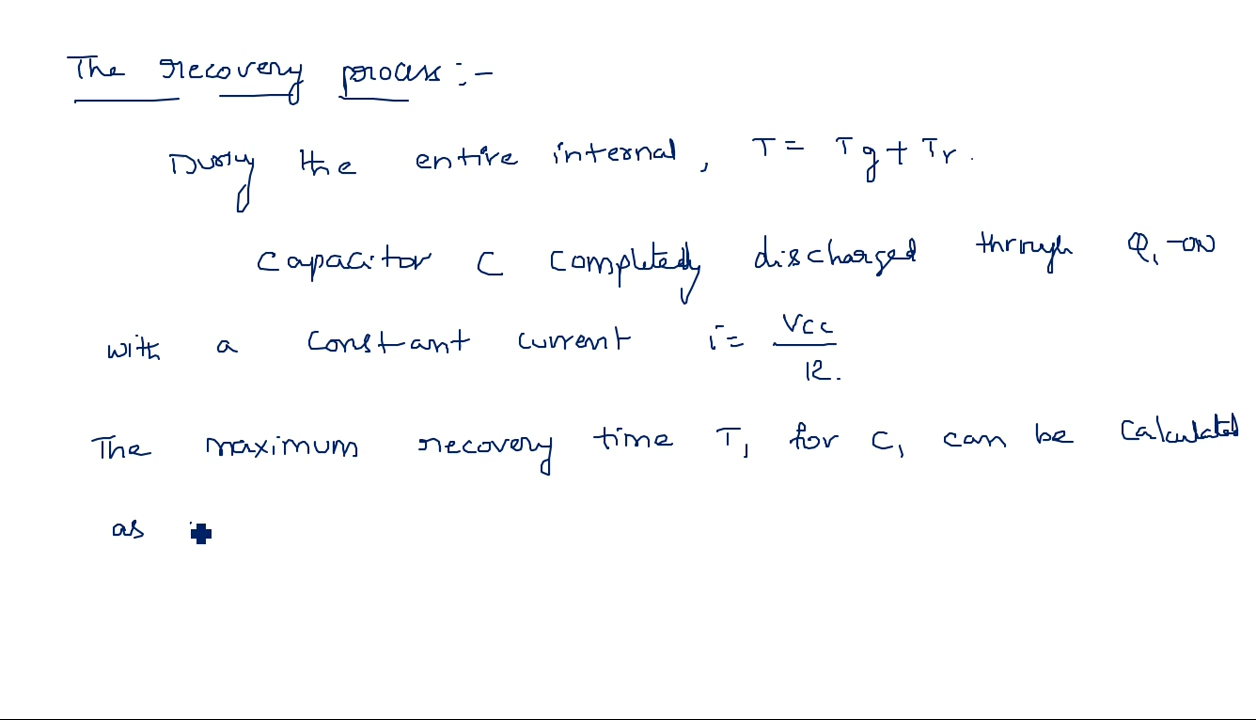 The recovery process :-
During the entire internal, T = Tg + Tr.
capacitor C completedy discharged through Q1-ON
with a constant current i = Vcc/R.
The maximum recovery time T1 for C1 can be calculated
as